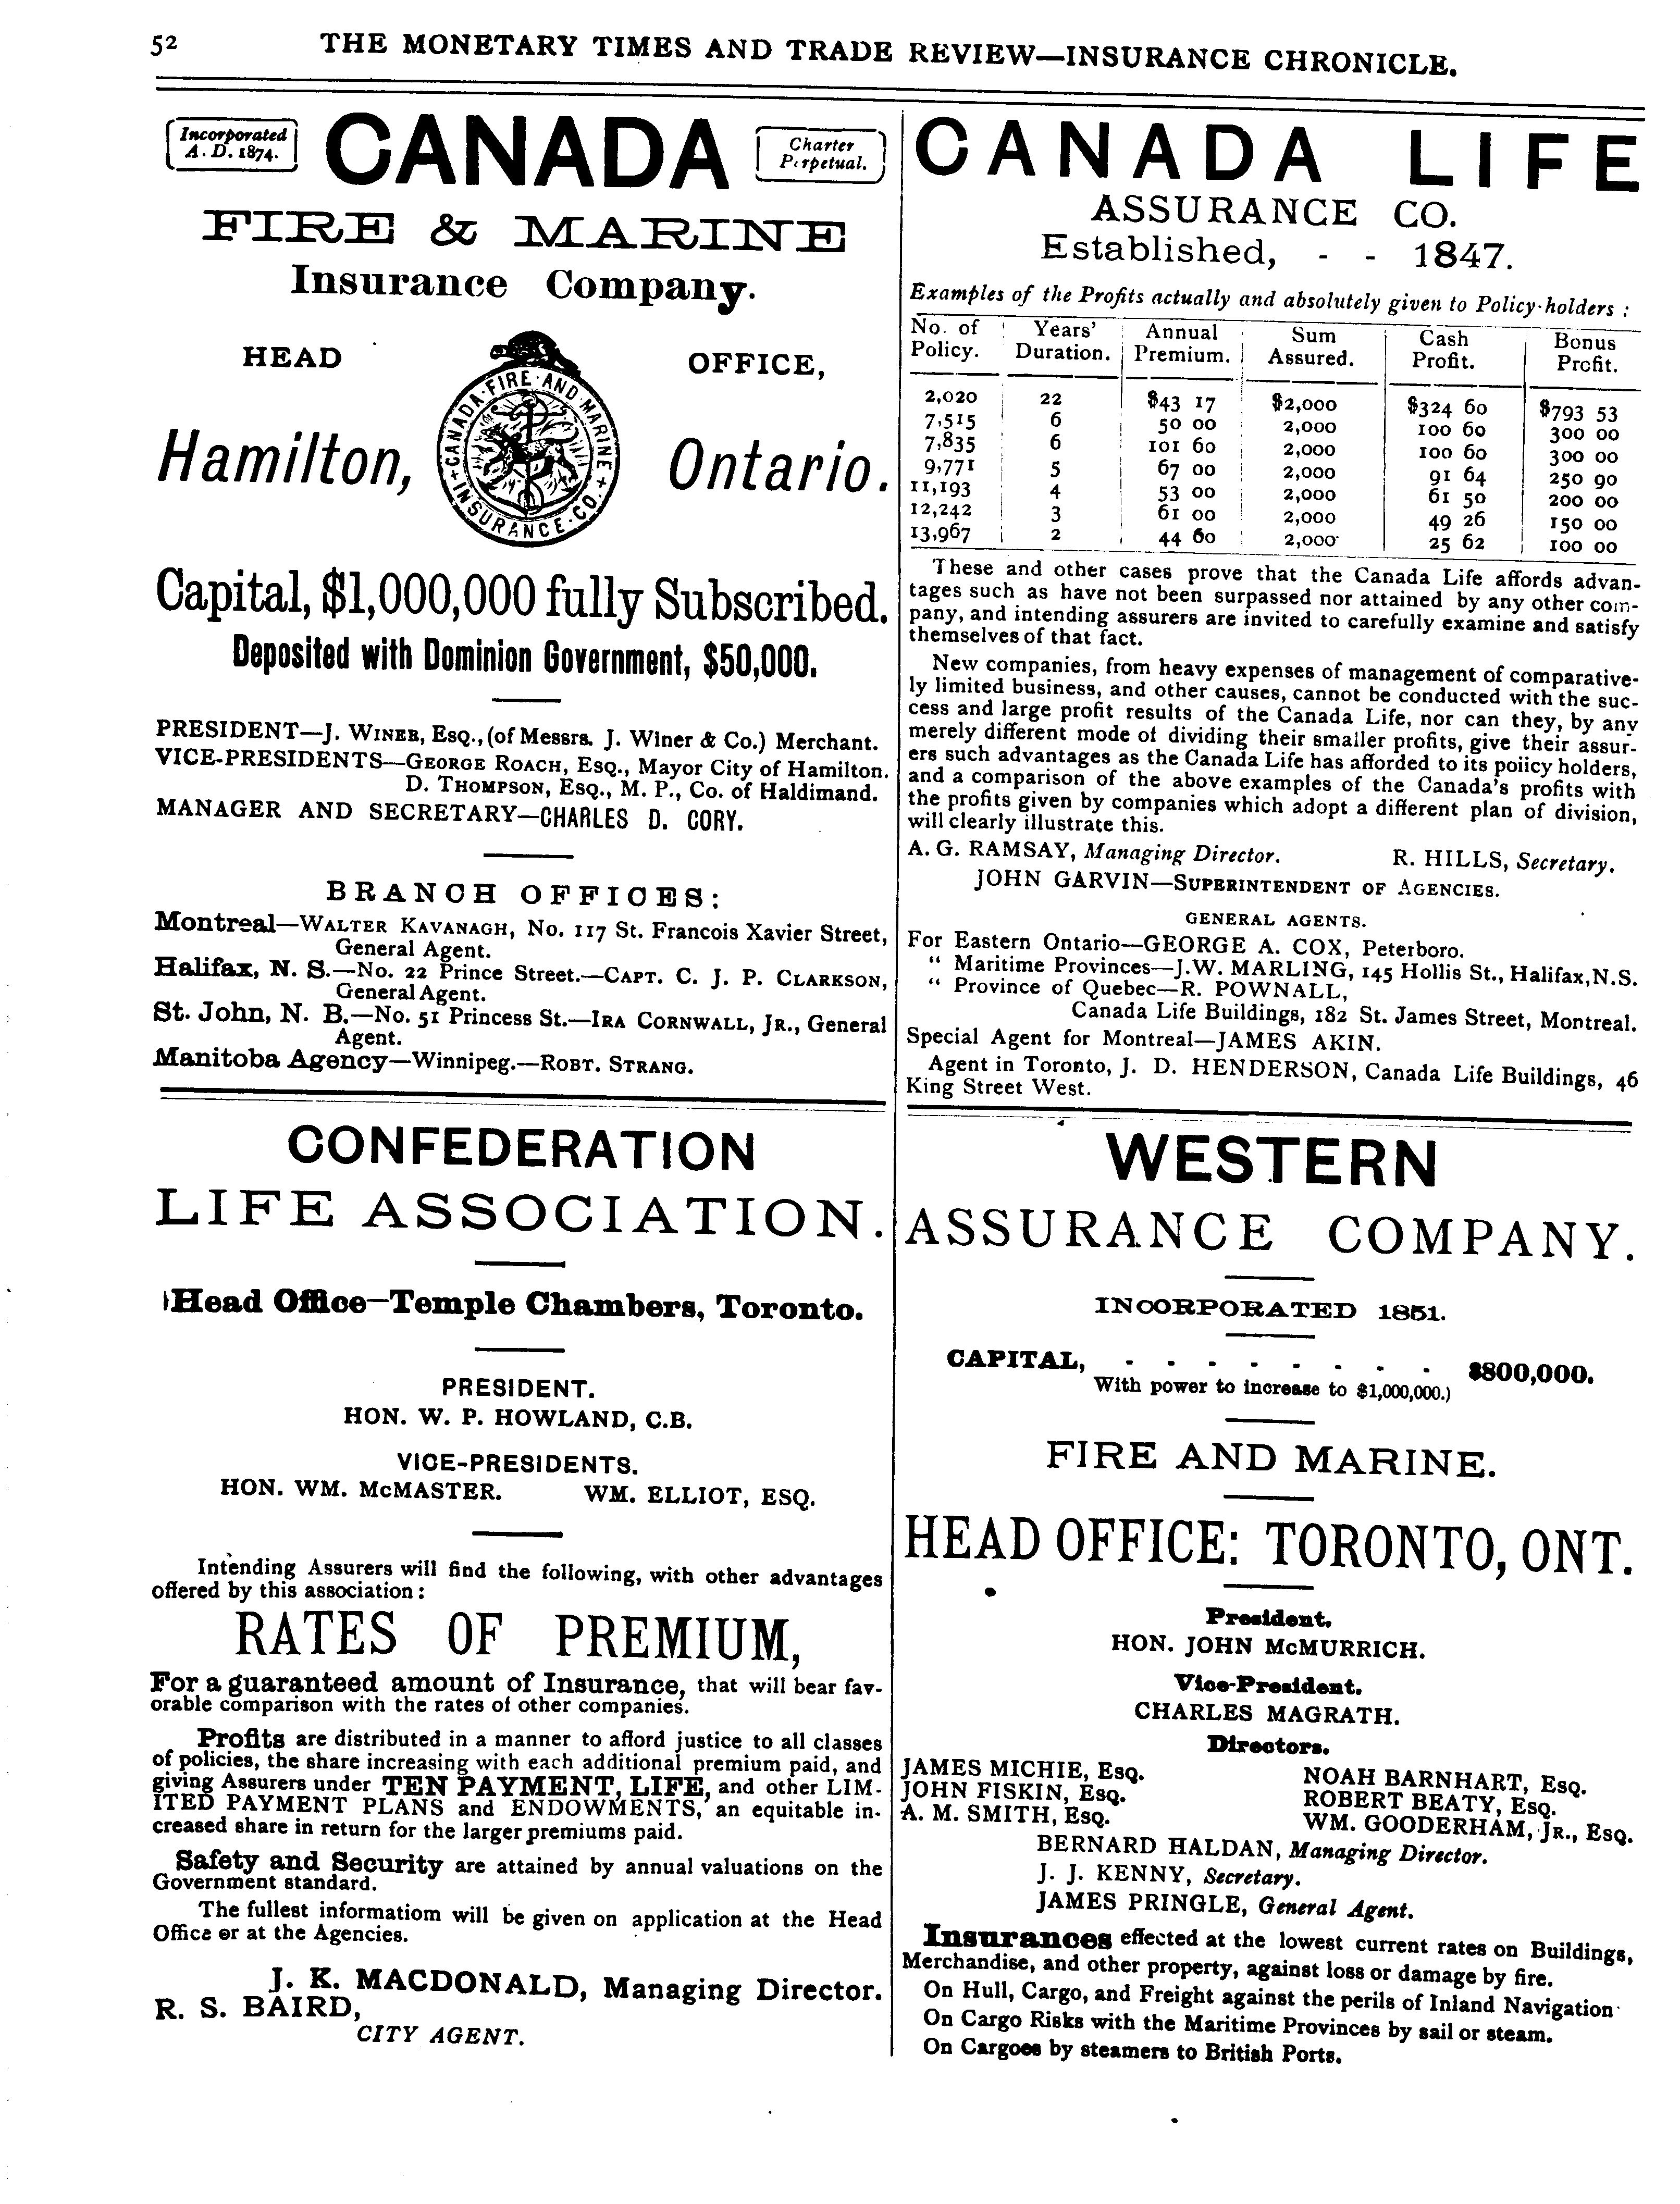 52 THE MONETARY TIMES AND TRADE REVIEW—INSURANCE CHRONICLE.
Incorporated
A. D. 1874.
CANADA
Charter
Perpetual.
FIRE & MARINE
Insurance Company.
HEAD OFFICE,
CANADA·FIRE·AND·MARINE
+INSURANCE·CO.+
Hamilton, Ontario.
Capital, $1,000,000 fully Subscribed.
Deposited with Dominion Government, $50,000.
PRESIDENT—J. WINER, ESQ., (of Messrs. J. Winer & Co.) Merchant.
VICE-PRESIDENTS—GEORGE ROACH, ESQ., Mayor City of Hamilton.
D. THOMPSON, ESQ., M. P., Co. of Haldimand.
MANAGER AND SECRETARY—CHARLES D. CORY.
BRANCH OFFICES:
Montreal—WALTER KAVANAGH, No. 117 St. Francois Xavier Street,
General Agent.
Halifax, N. S.—No. 22 Prince Street.—CAPT. C. J. P. CLARKSON,
General Agent.
St. John, N. B.—No. 51 Princess St.—IRA CORNWALL, JR., General
Agent.
Manitoba Agency—Winnipeg.—ROBT. STRANG.
CONFEDERATION
LIFE ASSOCIATION.
Head Office—Temple Chambers, Toronto.
PRESIDENT.
HON. W. P. HOWLAND, C.B.
VICE-PRESIDENTS.
HON. WM. McMASTER. WM. ELLIOT, ESQ.
Intending Assurers will find the following, with other advantages
offered by this association:
RATES OF PREMIUM,
For a guaranteed amount of Insurance, that will bear fav-
orable comparison with the rates of other companies.
Profits are distributed in a manner to afford justice to all classes
of policies, the share increasing with each additional premium paid, and
giving Assurers under TEN PAYMENT, LIFE, and other LIM-
ITED PAYMENT PLANS and ENDOWMENTS, an equitable in-
creased share in return for the larger premiums paid.
Safety and Security are attained by annual valuations on the
Government standard.
The fullest informatiom will be given on application at the Head
Office or at the Agencies.
J. K. MACDONALD, Managing Director.
R. S. BAIRD,
CITY AGENT.
CANADA LIFE
ASSURANCE CO.
Established, - - 1847.
Examples of the Profits actually and absolutely given to Policy-holders:
No. of Policy. Years' Duration. Annual Premium. Sum Assured. Cash Profit. Bonus Profit.
2,020 22 $43 17 $2,000 $324 60 $793 53
7,515 6 50 00 2,000 100 60 300 00
7,835 6 101 60 2,000 100 60 300 00
9,771 5 67 00 2,000 91 64 250 90
11,193 4 53 00 2,000 61 50 200 00
12,242 3 61 00 2,000 49 26 150 00
13,967 2 44 60 2,000 25 62 100 00
These and other cases prove that the Canada Life affords advan-
tages such as have not been surpassed nor attained by any other com-
pany, and intending assurers are invited to carefully examine and satisfy
themselves of that fact.
New companies, from heavy expenses of management of comparative-
ly limited business, and other causes, cannot be conducted with the suc-
cess and large profit results of the Canada Life, nor can they, by any
merely different mode of dividing their smaller profits, give their assur-
ers such advantages as the Canada Life has afforded to its policy holders,
and a comparison of the above examples of the Canada's profits with
the profits given by companies which adopt a different plan of division,
will clearly illustrate this.
A. G. RAMSAY, Managing Director. R. HILLS, Secretary.
JOHN GARVIN—SUPERINTENDENT OF AGENCIES.
GENERAL AGENTS.
For Eastern Ontario—GEORGE A. COX, Peterboro.
" Maritime Provinces—J.W. MARLING, 145 Hollis St., Halifax, N.S.
" Province of Quebec—R. POWNALL,
Canada Life Buildings, 182 St. James Street, Montreal.
Special Agent for Montreal—JAMES AKIN.
Agent in Toronto, J. D. HENDERSON, Canada Life Buildings, 46
King Street West.
WESTERN
ASSURANCE COMPANY.
INCORPORATED 1851.
CAPITAL, - - - - - - - - $800,000.
With power to increase to $1,000,000.)
FIRE AND MARINE.
HEAD OFFICE: TORONTO, ONT.
President.
HON. JOHN McMURRICH.
Vice-President.
CHARLES MAGRATH.
Directors.
JAMES MICHIE, ESQ. NOAH BARNHART, ESQ.
JOHN FISKIN, ESQ. ROBERT BEATY, ESQ.
A. M. SMITH, ESQ. WM. GOODERHAM, JR., ESQ.
BERNARD HALDAN, Managing Director.
J. J. KENNY, Secretary.
JAMES PRINGLE, General Agent.
Insurances effected at the lowest current rates on Buildings,
Merchandise, and other property, against loss or damage by fire.
On Hull, Cargo, and Freight against the perils of Inland Navigation
On Cargo Risks with the Maritime Provinces by sail or steam.
On Cargoes by steamers to British Ports.